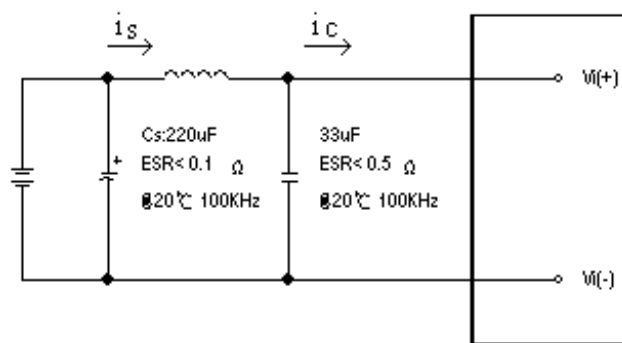 iS
iC
Vi(+)
Cs:220uF
ESR< 0.1 Ω
@20℃ 100KHz
33uF
ESR< 0.5 Ω
@20℃ 100KHz
+
Vi(-)